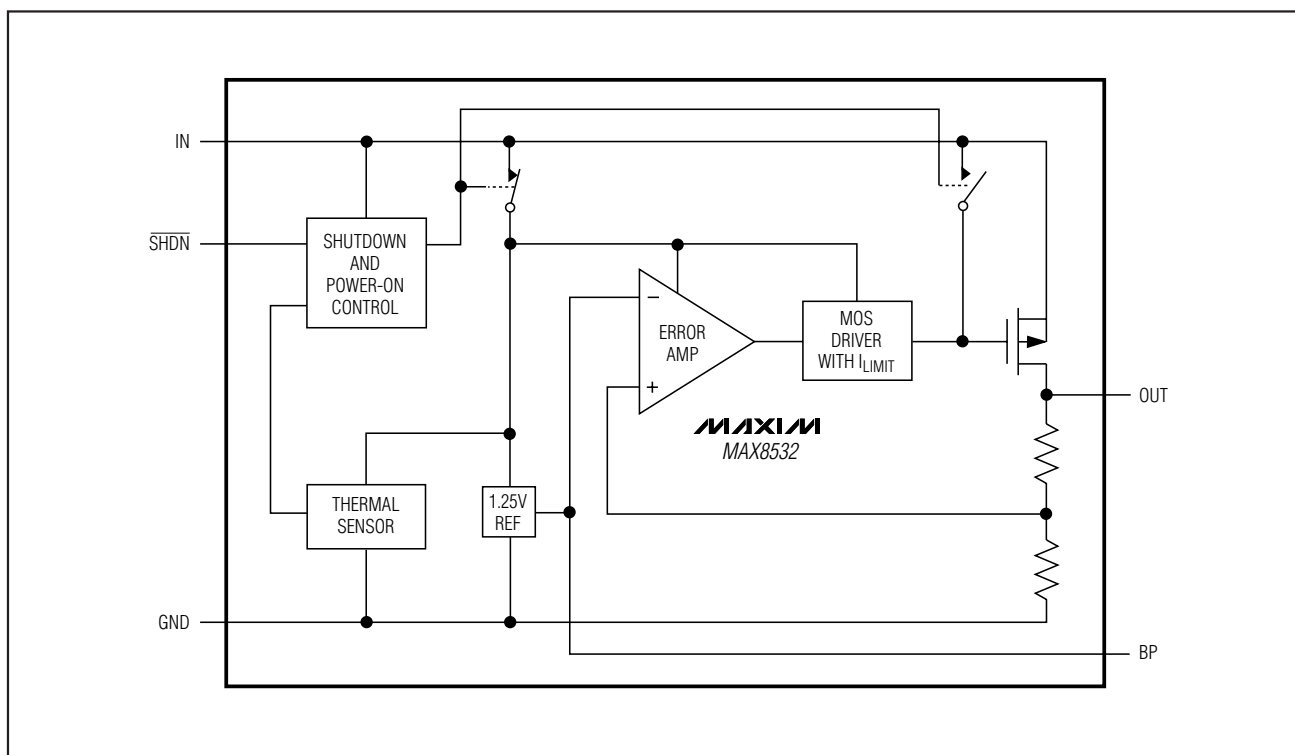 IN
SHDN
SHUTDOWN
AND
POWER-ON
CONTROL
−
ERROR
AMP
+
MOS
DRIVER
WITH ILIMIT
OUT
MAXIM
MAX8532
THERMAL
SENSOR
1.25V
REF
GND
BP